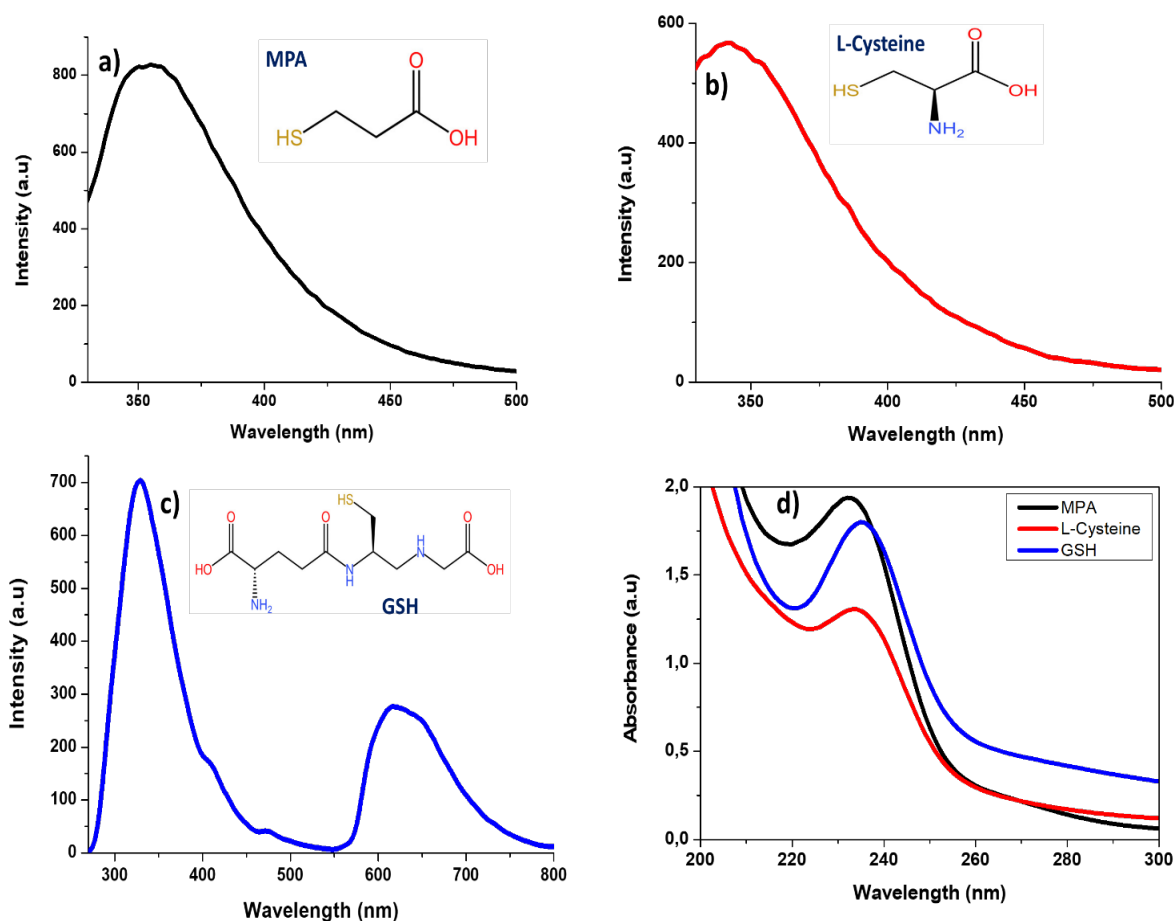 a)
MPA
O
HS
OH
800
600
400
200
0
350
400
450
500
Intensity (a.u)
Wavelength (nm)
b)
L-Cysteine
O
HS
OH
NH2
600
400
200
0
350
400
450
500
Intensity (a.u)
Wavelength (nm)
c)
HS
O
O
H
N
O
HO
N
H
OH
NH2
GSH
700
600
500
400
300
200
100
0
300
400
500
600
700
800
Intensity (a.u)
Wavelength (nm)
d)
MPA
L-Cysteine
GSH
2,0
1,5
1,0
0,5
0,0
200
220
240
260
280
300
Absorbance (a.u)
Wavelength (nm)